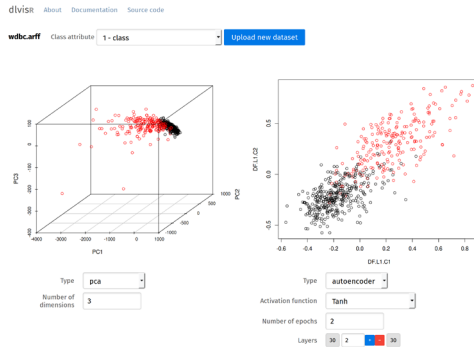 dlvisR About Documentation Source code
wdbc.arff Class attribute 1 - class Upload new dataset
100
0
-100
-200
-300
-400
PC3
-4000 -3000 -2000 -1000 0 1000
PC1
-1000
-500
0
500
1000
PC2
DF.L1.C2
0.5
0.0
-0.5
-0.6 -0.4 -0.2 0.0 0.2 0.4 0.6 0.8
DF.L1.C1
Type pca
Number of
dimensions
3
Type autoencoder
Activation function Tanh
Number of epochs 2
Layers 30 2 + - 30